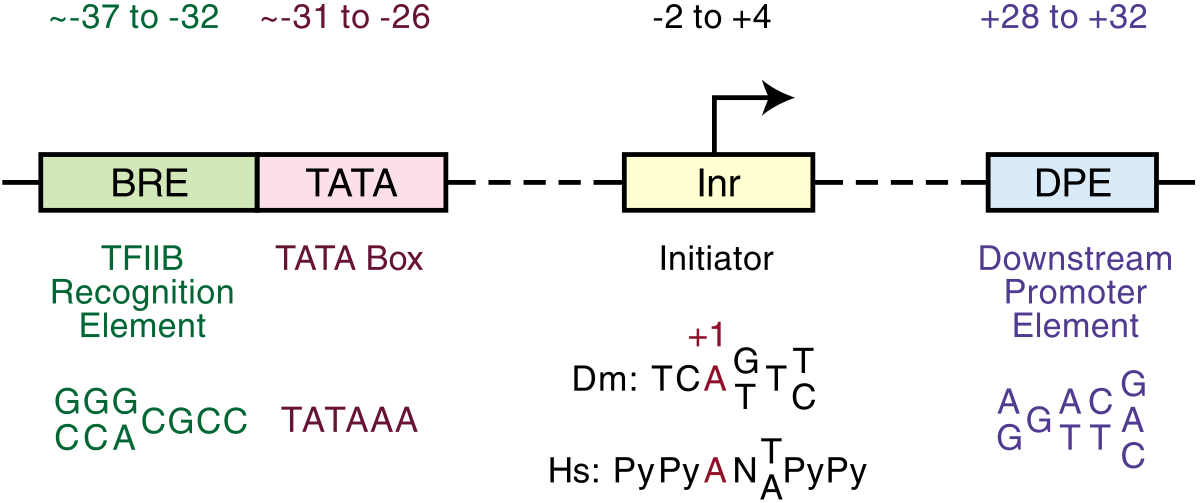 ~-37 to -32 ~-31 to -26 -2 to +4 +28 to +32
BRE TATA Inr DPE
TFIIB
Recognition
Element
TATA Box
Initiator
Downstream
Promoter
Element
GGG
CCA
CGCC
TATAAA
+1
Dm: TCA
G
T
T
T
C
Hs: PyPyAN
T
A
PyPy
A
G
G
A
T
C
T
G
A
C